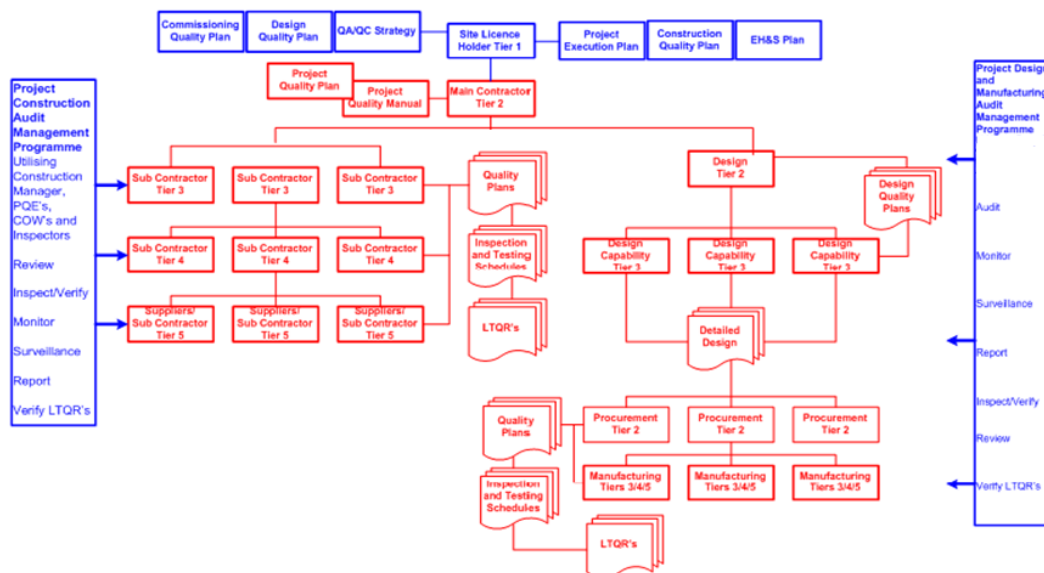 Commissioning
Quality Plan
Design
Quality Plan
QA/QC Strategy
Site Licence
Holder Tier 1
Project
Execution Plan
Construction
Quality Plan
EH&S Plan
Project
Quality Plan
Project
Quality Manual
Main Contractor
Tier 2
Project
Construction
Audit
Management
Programme
Utilising
Construction
Manager,
PQE's,
COW's and
Inspectors
Review
Inspect/Verify
Monitor
Surveillance
Report
Verify LTQR's
Sub Contractor
Tier 3
Sub Contractor
Tier 3
Sub Contractor
Tier 3
Sub Contractor
Tier 4
Sub Contractor
Tier 4
Sub Contractor
Tier 4
Suppliers/
Sub Contractor
Tier 5
Suppliers/
Sub Contractor
Tier 5
Suppliers/
Sub Contractor
Tier 5
Quality
Plans
Inspection
and Testing
Schedules
LTQR's
Design
Tier 2
Design
Quality
Plans
Design
Capability
Tier 3
Design
Capability
Tier 3
Design
Capability
Tier 3
Detailed
Design
Procurement
Tier 2
Procurement
Tier 2
Procurement
Tier 2
Manufacturing
Tiers 3/4/5
Manufacturing
Tiers 3/4/5
Manufacturing
Tiers 3/4/5
Quality
Plans
Inspection
and Testing
Schedules
LTQR's
Project Design
and
Manufacturing
Audit
Management
Programme
Audit
Monitor
Surveillance
Report
Inspect/Verify
Review
Verify LTQR's